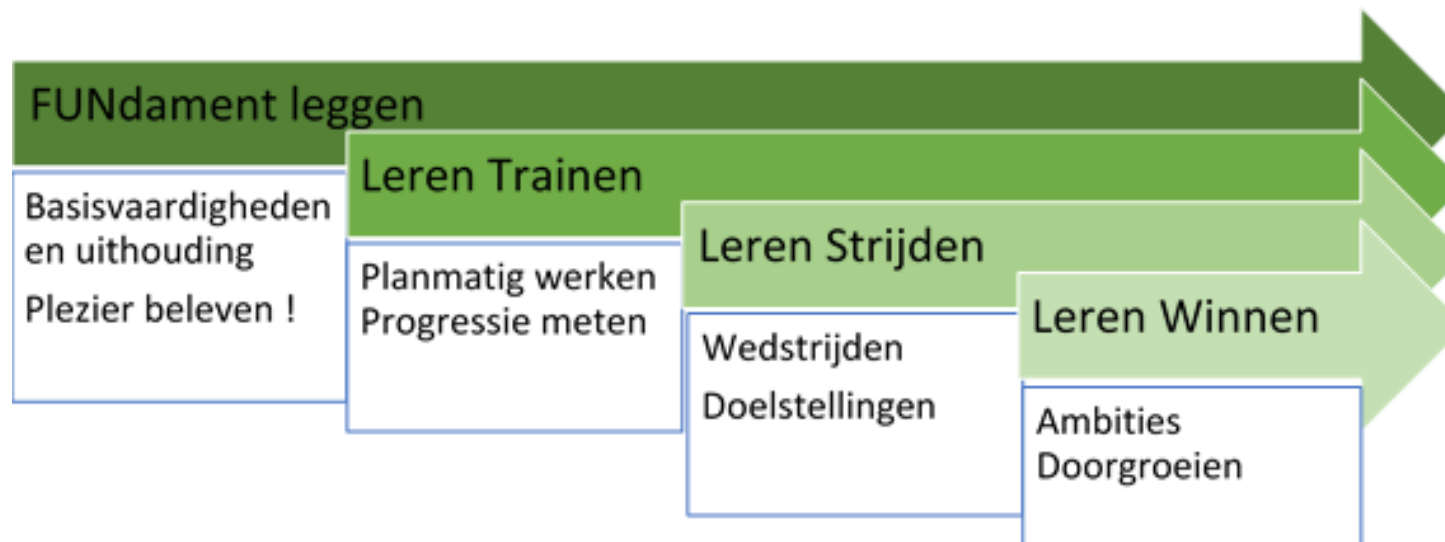 FUNdament leggen
Basisvaardigheden
en uithouding
Plezier beleven !
Leren Trainen
Planmatig werken
Progressie meten
Leren Strijden
Wedstrijden
Doelstellingen
Leren Winnen
Ambities
Doorgroeien